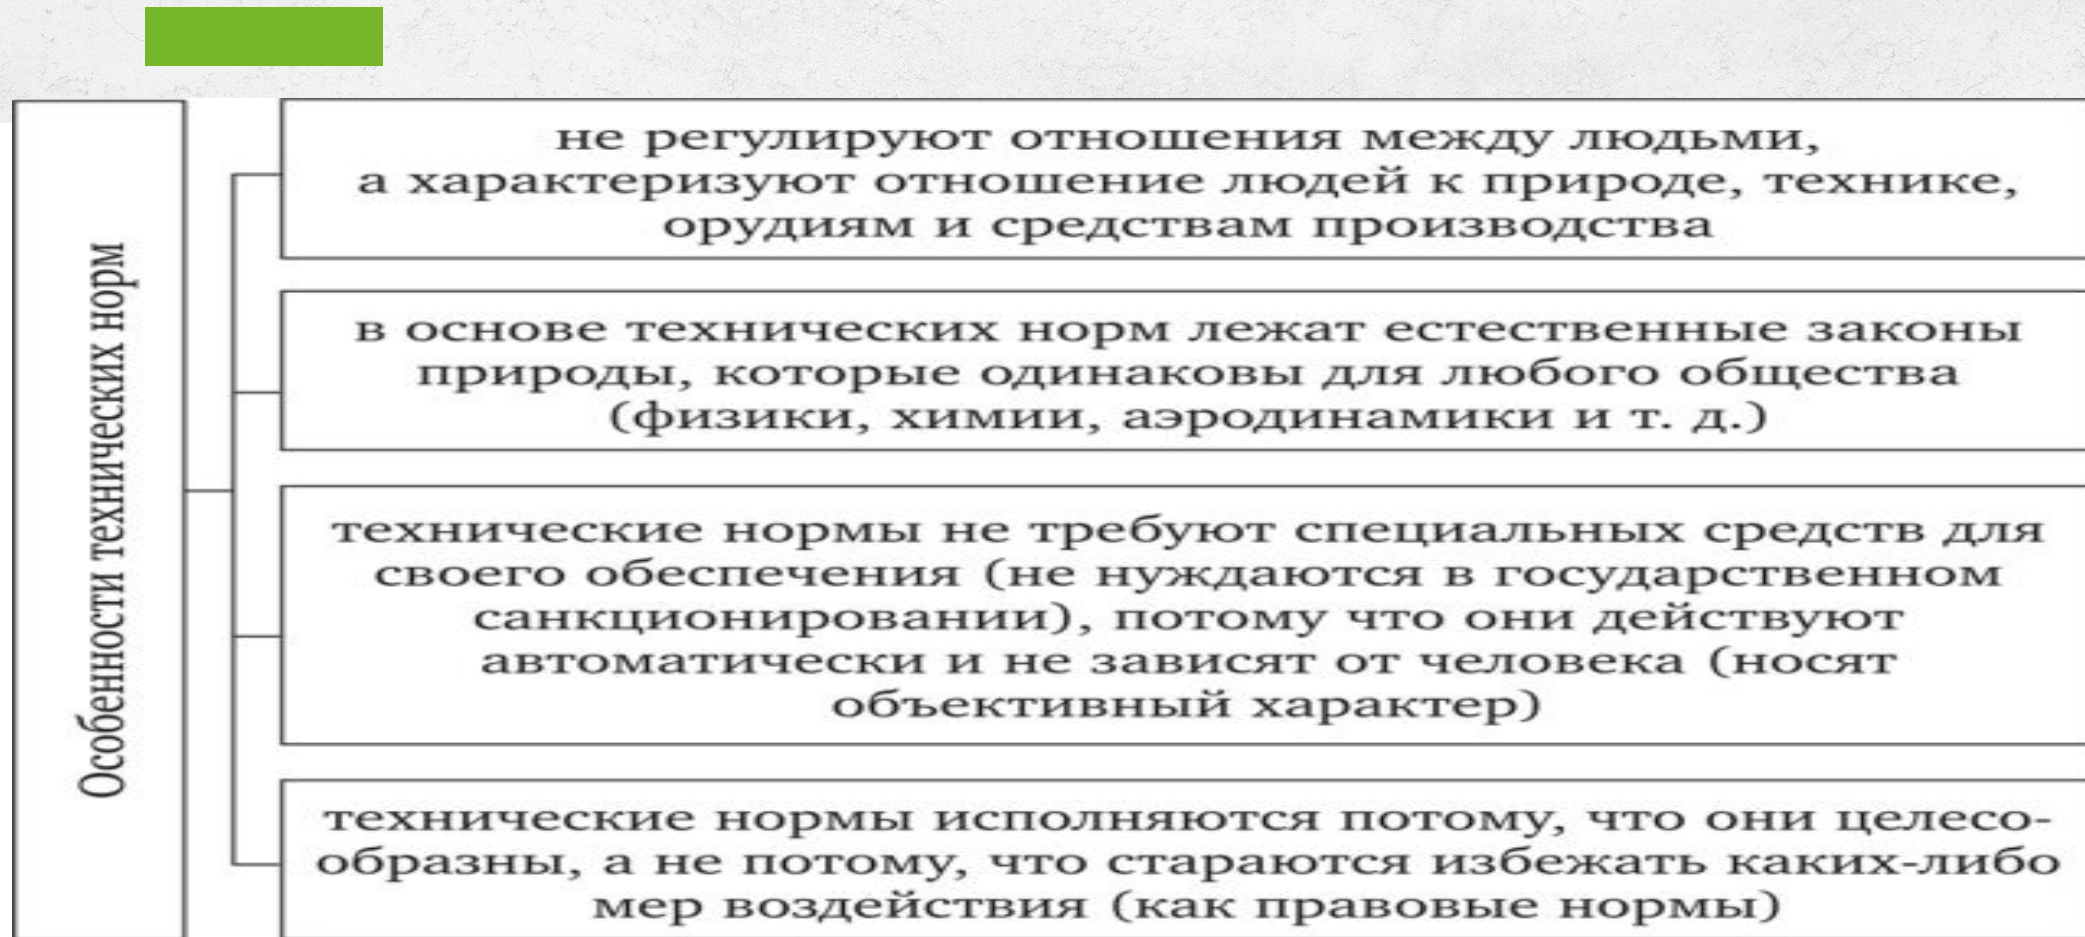 Особенности технических норм
не регулируют отношения между людьми,
а характеризуют отношение людей к природе, технике,
орудиям и средствам производства
в основе технических норм лежат естественные законы
природы, которые одинаковы для любого общества
(физики, химии, аэродинамики и т. д.)
технические нормы не требуют специальных средств для
своего обеспечения (не нуждаются в государственном
санкционировании), потому что они действуют
автоматически и не зависят от человека (носят
объективный характер)
технические нормы исполняются потому, что они целесо-
образны, а не потому, что стараются избежать каких-либо
мер воздействия (как правовые нормы)